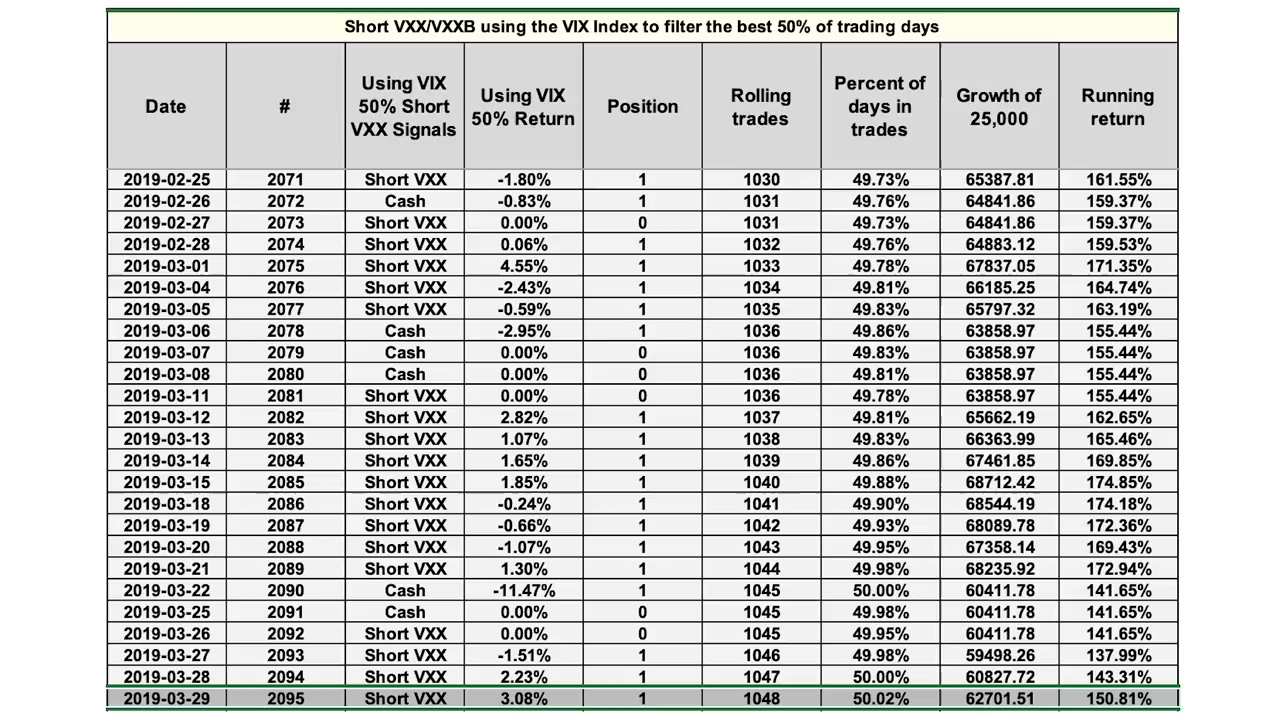 Short VXX/VXXB using the VIX Index to filter the best 50% of trading days
Date # Using VIX 50% Short VXX Signals Using VIX 50% Return Position Rolling trades Percent of days in trades Growth of 25,000 Running return
2019-02-25 2071 Short VXX -1.80% 1 1030 49.73% 65387.81 161.55%
2019-02-26 2072 Cash -0.83% 1 1031 49.76% 64841.86 159.37%
2019-02-27 2073 Short VXX 0.00% 0 1031 49.73% 64841.86 159.37%
2019-02-28 2074 Short VXX 0.06% 1 1032 49.76% 64883.12 159.53%
2019-03-01 2075 Short VXX 4.55% 1 1033 49.78% 67837.05 171.35%
2019-03-04 2076 Short VXX -2.43% 1 1034 49.81% 66185.25 164.74%
2019-03-05 2077 Short VXX -0.59% 1 1035 49.83% 65797.32 163.19%
2019-03-06 2078 Cash -2.95% 1 1036 49.86% 63858.97 155.44%
2019-03-07 2079 Cash 0.00% 0 1036 49.83% 63858.97 155.44%
2019-03-08 2080 Cash 0.00% 0 1036 49.81% 63858.97 155.44%
2019-03-11 2081 Short VXX 0.00% 0 1036 49.78% 63858.97 155.44%
2019-03-12 2082 Short VXX 2.82% 1 1037 49.81% 65662.19 162.65%
2019-03-13 2083 Short VXX 1.07% 1 1038 49.83% 66363.99 165.46%
2019-03-14 2084 Short VXX 1.65% 1 1039 49.86% 67461.85 169.85%
2019-03-15 2085 Short VXX 1.85% 1 1040 49.88% 68712.42 174.85%
2019-03-18 2086 Short VXX -0.24% 1 1041 49.90% 68544.19 174.18%
2019-03-19 2087 Short VXX -0.66% 1 1042 49.93% 68089.78 172.36%
2019-03-20 2088 Short VXX -1.07% 1 1043 49.95% 67358.14 169.43%
2019-03-21 2089 Short VXX 1.30% 1 1044 49.98% 68235.92 172.94%
2019-03-22 2090 Cash -11.47% 1 1045 50.00% 60411.78 141.65%
2019-03-25 2091 Cash 0.00% 0 1045 49.98% 60411.78 141.65%
2019-03-26 2092 Short VXX 0.00% 0 1045 49.95% 60411.78 141.65%
2019-03-27 2093 Short VXX -1.51% 1 1046 49.98% 59498.26 137.99%
2019-03-28 2094 Short VXX 2.23% 1 1047 50.00% 60827.72 143.31%
2019-03-29 2095 Short VXX 3.08% 1 1048 50.02% 62701.51 150.81%